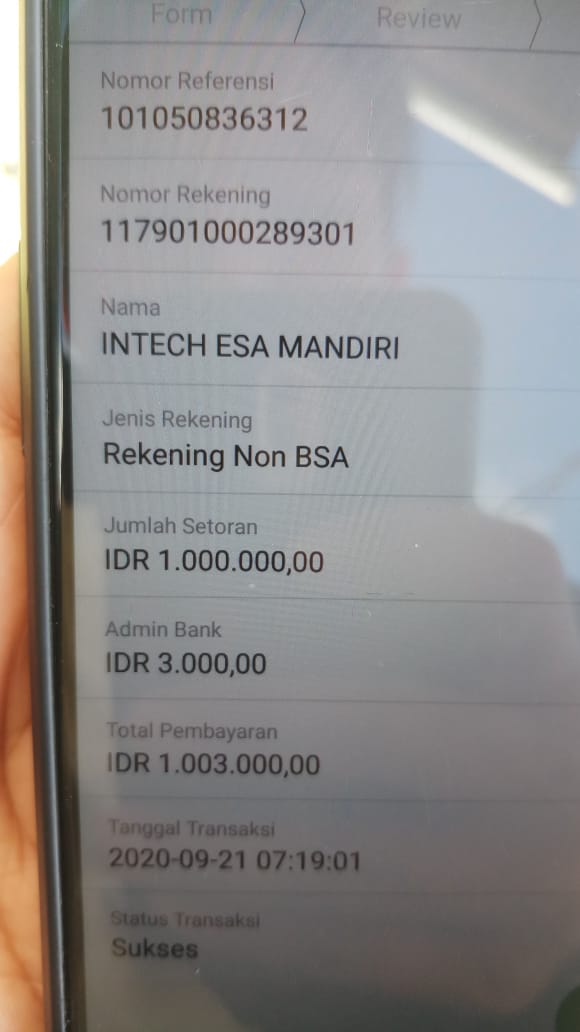 Form Review
Nomor Referensi
101050836312
Nomor Rekening
117901000289301
Nama
INTECH ESA MANDIRI
Jenis Rekening
Rekening Non BSA
Jumlah Setoran
IDR 1.000.000,00
Admin Bank
IDR 3.000,00
Total Pembayaran
IDR 1.003.000,00
Tanggal Transaksi
2020-09-21 07:19:01
Status Transaksi
Sukses